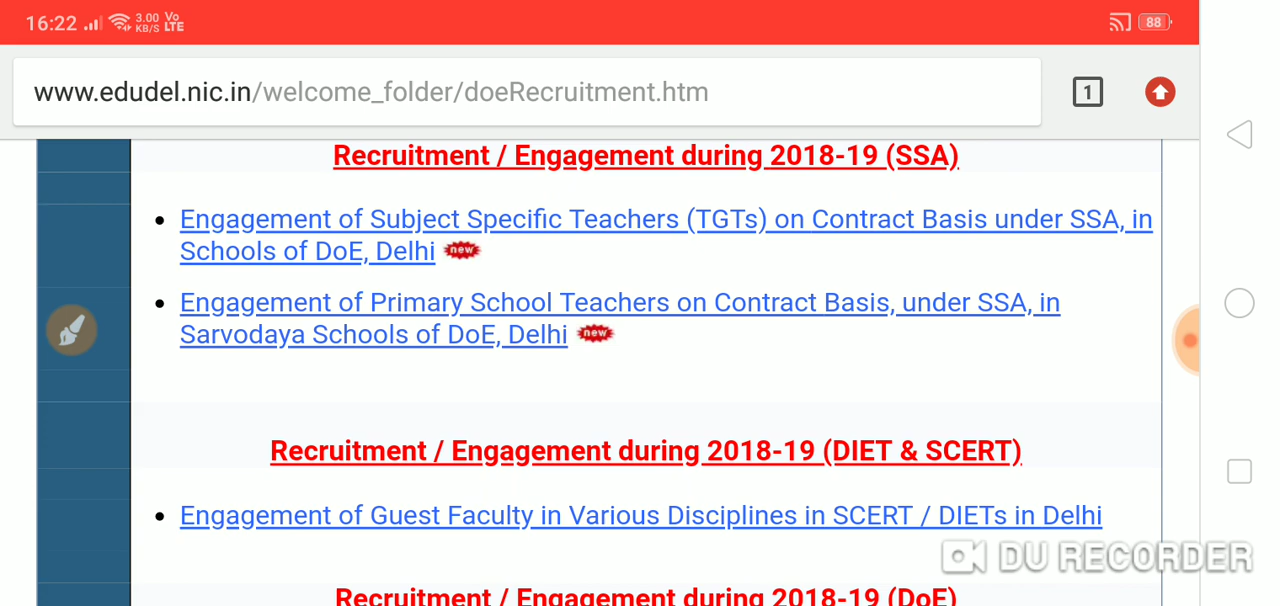 16:22 3.00 KB/S Vo LTE 88
www.edudel.nic.in/welcome_folder/doeRecruitment.htm 1
Recruitment / Engagement during 2018-19 (SSA)
Engagement of Subject Specific Teachers (TGTs) on Contract Basis under SSA, in
Schools of DoE, Delhi new
Engagement of Primary School Teachers on Contract Basis, under SSA, in
Sarvodaya Schools of DoE, Delhi new
Recruitment / Engagement during 2018-19 (DIET & SCERT)
Engagement of Guest Faculty in Various Disciplines in SCERT / DIETs in Delhi
DU RECORDER
Recruitment / Engagement during 2018-19 (DoE)